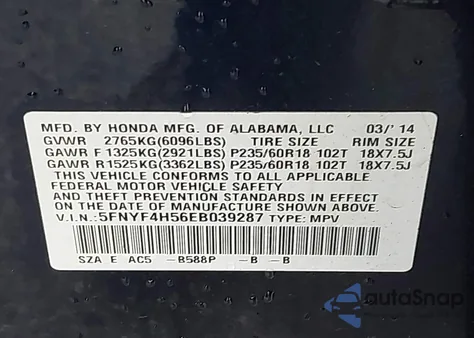 MFD. BY HONDA MFG. OF ALABAMA, LLC 03/'14
GVWR 2765KG(6096LBS) TIRE SIZE RIM SIZE
GAWR F 1325KG(2921LBS) P235/60R18 102T 18X7.5J
GAWR R 1525KG(3362LBS) P235/60R18 102T 18X7.5J
THIS VEHICLE CONFORMS TO ALL APPLICABLE
FEDERAL MOTOR VEHICLE SAFETY
AND THEFT PREVENTION STANDARDS IN EFFECT
ON THE DATE OF MANUFACTURE SHOWN ABOVE.
V.I.N.: 5FNYF4H56EB039287 TYPE: MPV
SZA E AC5 -B588P -B -B
autoSnap